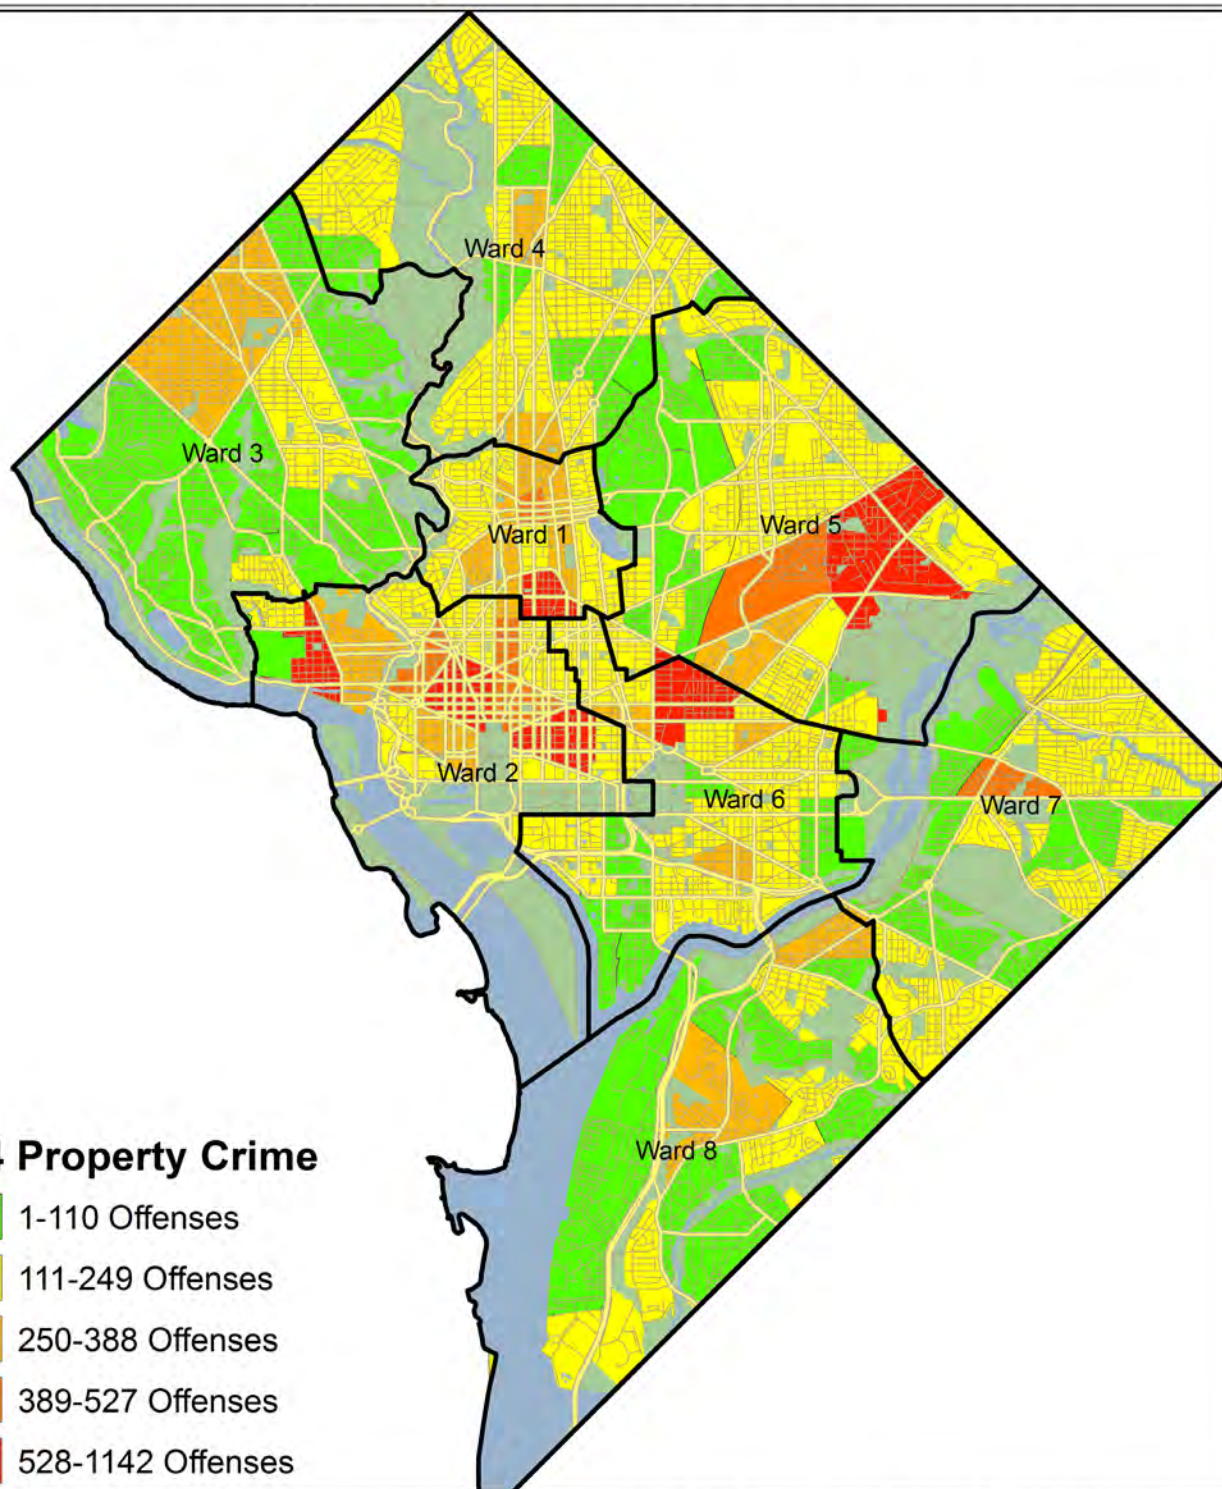 Ward 4
Ward 3
Ward 5
Ward 1
Ward 2
Ward 6
Ward 7
Ward 8
Property Crime
1-110 Offenses
111-249 Offenses
250-388 Offenses
389-527 Offenses
528-1142 Offenses